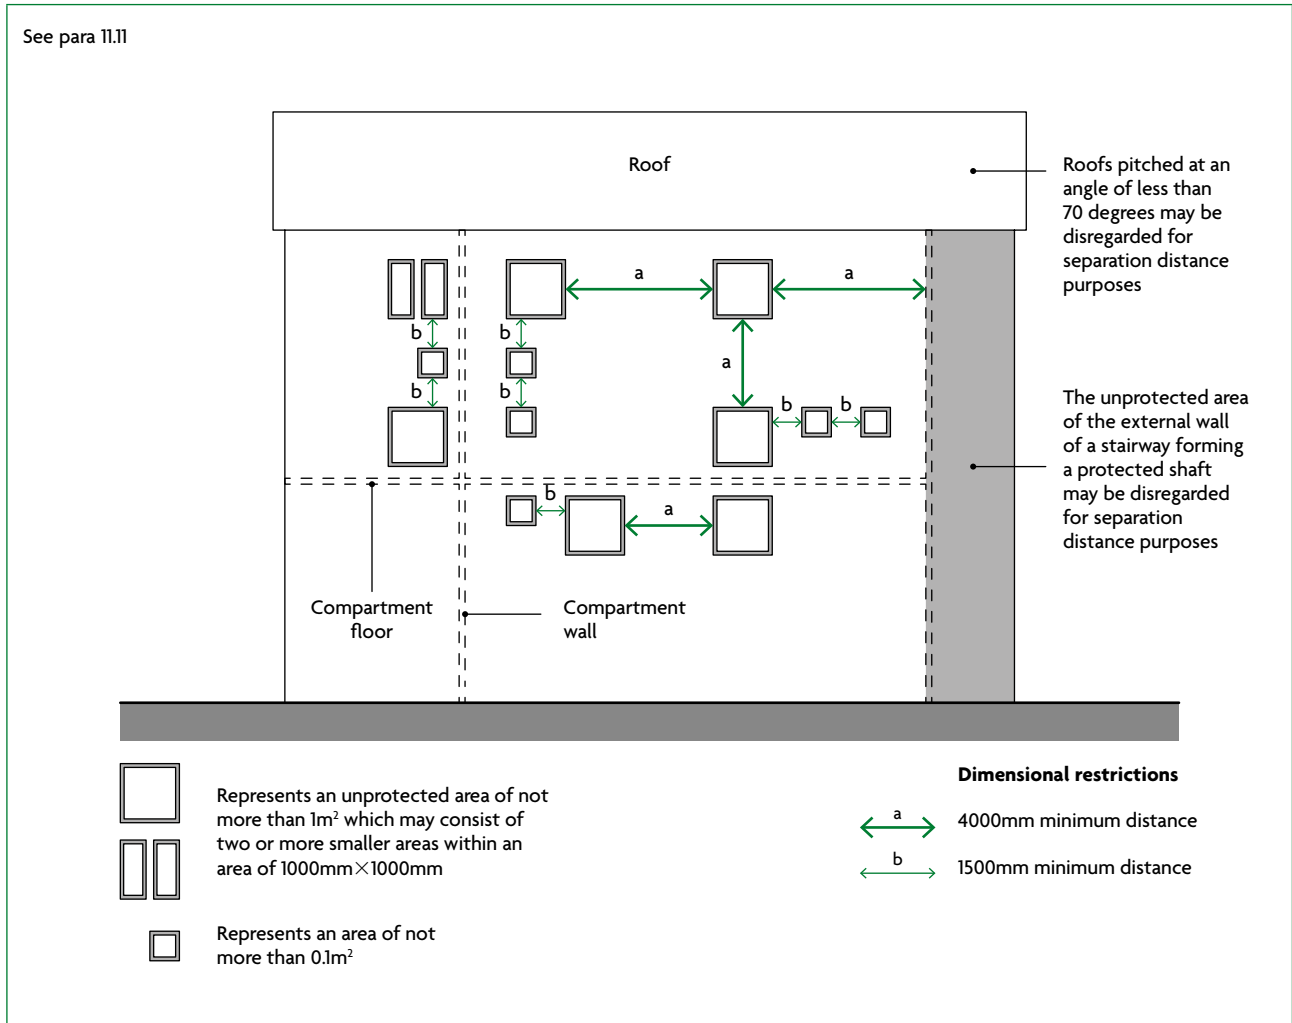 See para 11.11
Roof
Roofs pitched at an
angle of less than
70 degrees may be
disregarded for
separation distance
purposes
a
a
b
b
a
b
b
b
b
The unprotected area
of the external wall
of a stairway forming
a protected shaft
may be disregarded
for separation
distance purposes
b
a
Compartment
floor
Compartment
wall
Represents an unprotected area of not
more than 1m² which may consist of
two or more smaller areas within an
area of 1000mm×1000mm
Represents an area of not
more than 0.1m²
Dimensional restrictions
a
4000mm minimum distance
b
1500mm minimum distance